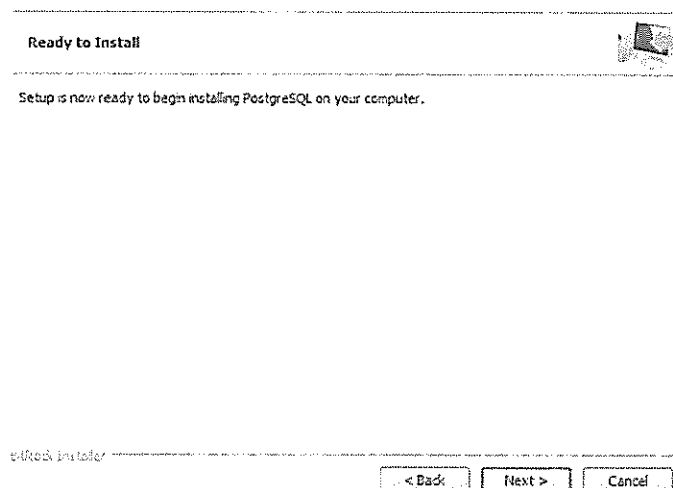 Ready to Install
Setup is now ready to begin installing PostgreSQL on your computer.
BitRock Installer
< Back
Next >
Cancel